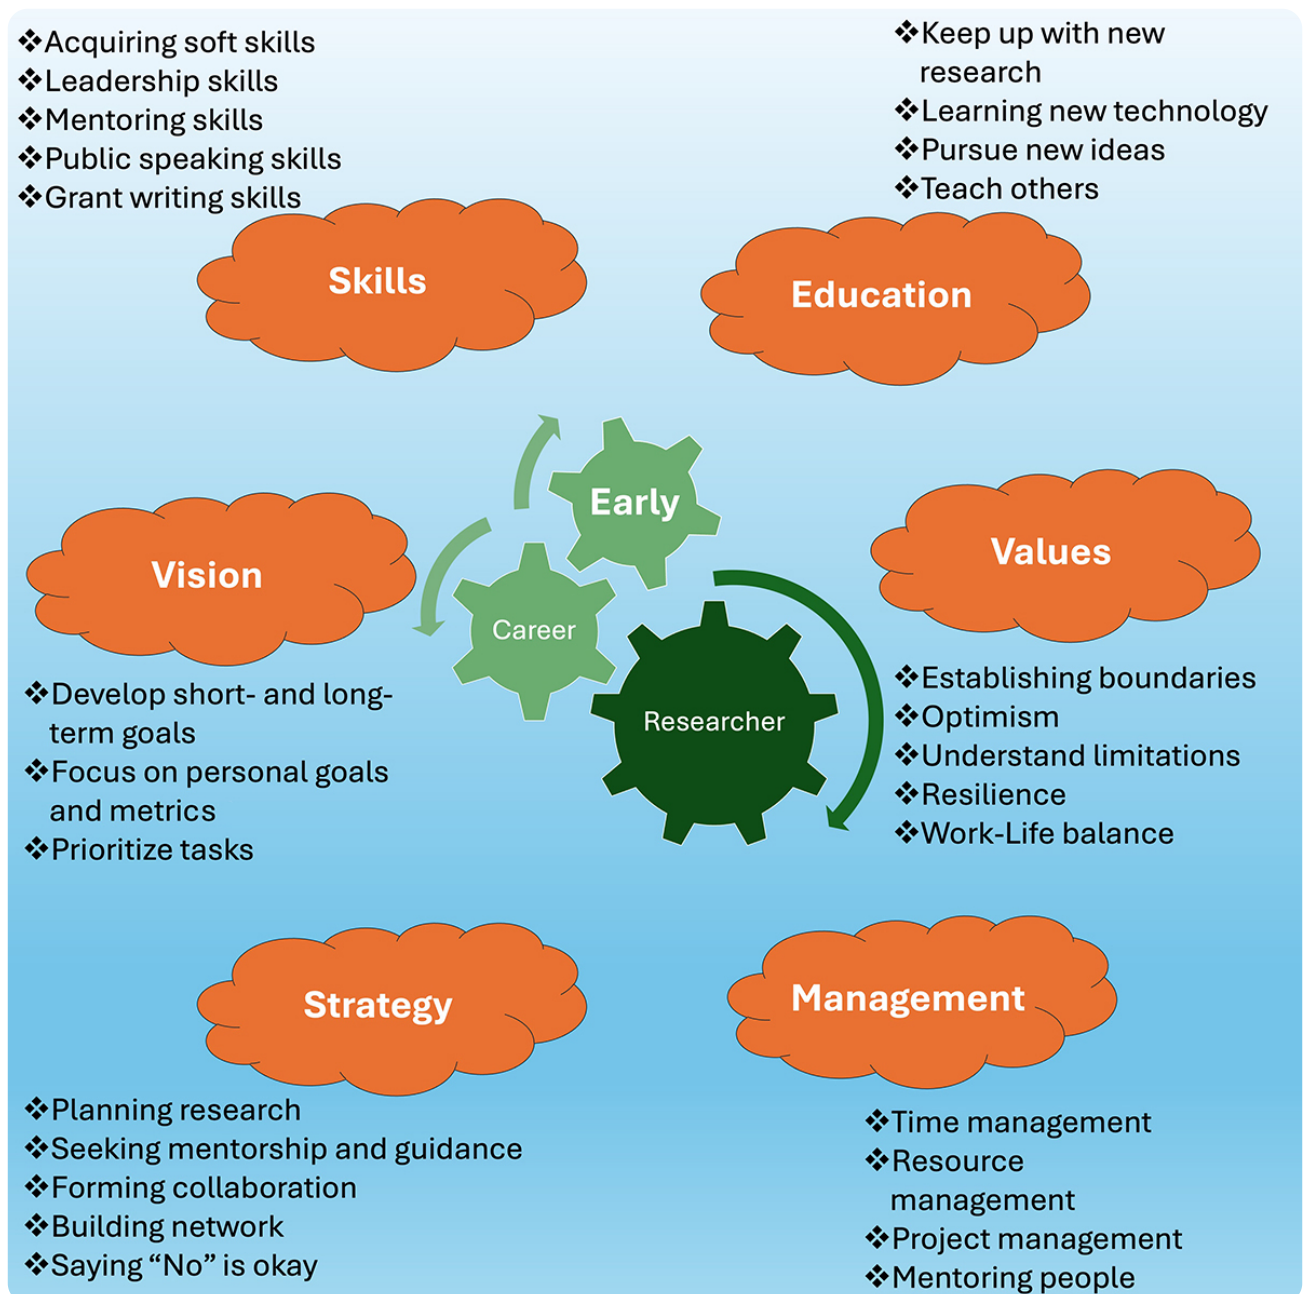 ❖Acquiring soft skills
❖Leadership skills
❖Mentoring skills
❖Public speaking skills
❖Grant writing skills
Skills
❖Keep up with new
research
❖Learning new technology
❖Pursue new ideas
❖Teach others
Education
Early
Career
Researcher
Vision
❖Develop short- and long-
term goals
❖Focus on personal goals
and metrics
❖Prioritize tasks
Values
❖Establishing boundaries
❖Optimism
❖Understand limitations
❖Resilience
❖Work-Life balance
Strategy
❖Planning research
❖Seeking mentorship and guidance
❖Forming collaboration
❖Building network
❖Saying “No” is okay
Management
❖Time management
❖Resource
management
❖Project management
❖Mentoring people